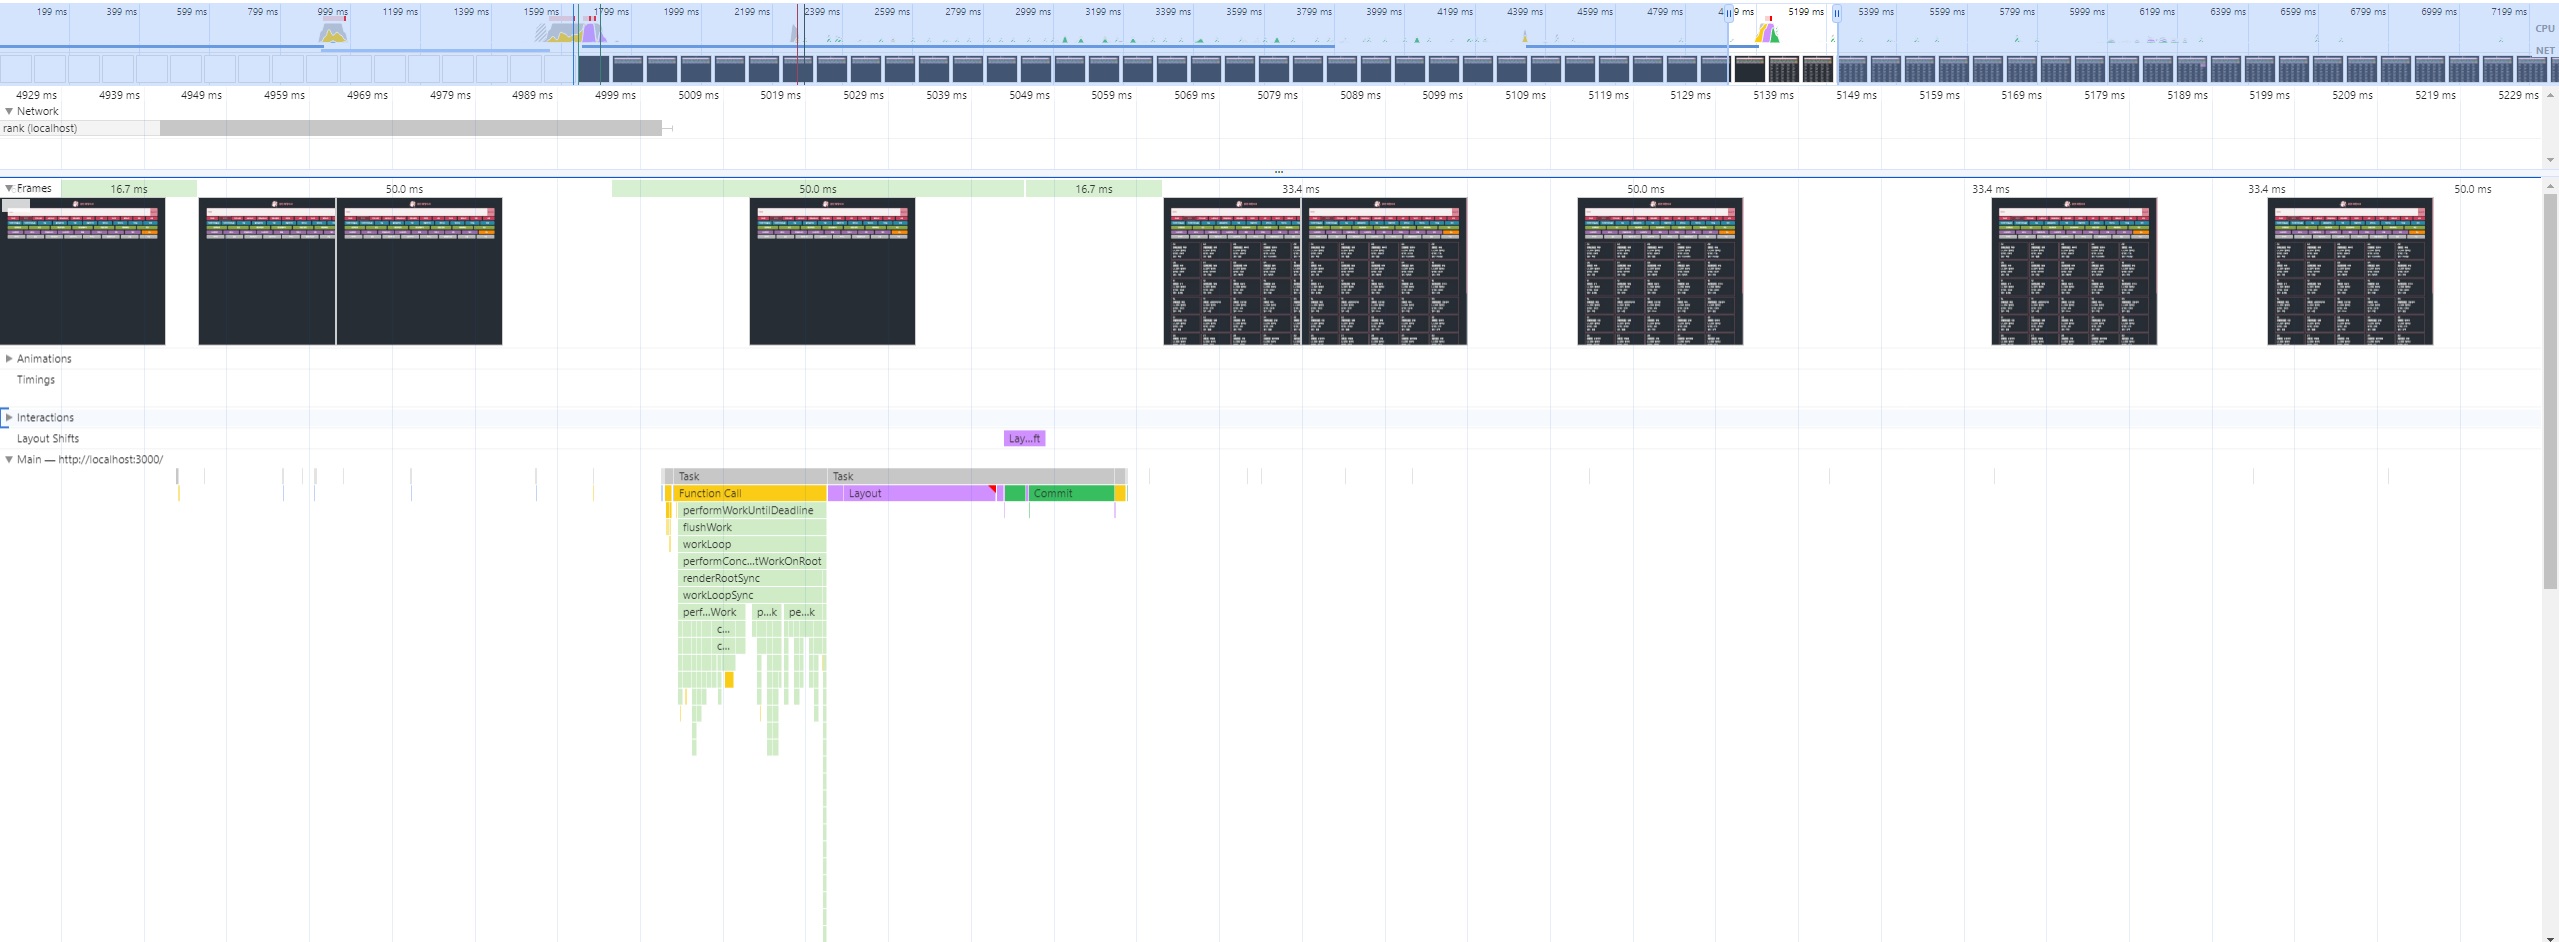 199 ms 399 ms 599 ms 799 ms 999 ms 1199 ms 1399 ms 1599 ms 1799 ms 1999 ms 2199 ms 2399 ms 2599 ms 2799 ms 2999 ms 3199 ms 3399 ms 3599 ms 3799 ms 3999 ms 4199 ms 4399 ms 4599 ms 4799 ms 4 9 ms 5199 ms 5399 ms 5599 ms 5799 ms 5999 ms 6199 ms 6399 ms 6599 ms 6799 ms 6999 ms 7199 ms
CPU
NET
4929 ms 4939 ms 4949 ms 4959 ms 4969 ms 4979 ms 4989 ms 4999 ms 5009 ms 5019 ms 5029 ms 5039 ms 5049 ms 5059 ms 5069 ms 5079 ms 5089 ms 5099 ms 5109 ms 5119 ms 5129 ms 5139 ms 5149 ms 5159 ms 5169 ms 5179 ms 5189 ms 5199 ms 5209 ms 5219 ms 5229 ms
Network
rank (localhost)
...
Frames 16.7 ms 50.0 ms 50.0 ms 16.7 ms 33.4 ms 50.0 ms 33.4 ms 33.4 ms 50.0 ms
Animations
Timings
Interactions
Layout Shifts Lay...ft
Main — http://localhost:3000/
Task Task
Function Call Layout Commit
performWorkUntilDeadline
flushWork
workLoop
performConc...tWorkOnRoot
renderRootSync
workLoopSync
perf...Work p...k pe...k
c...
c...